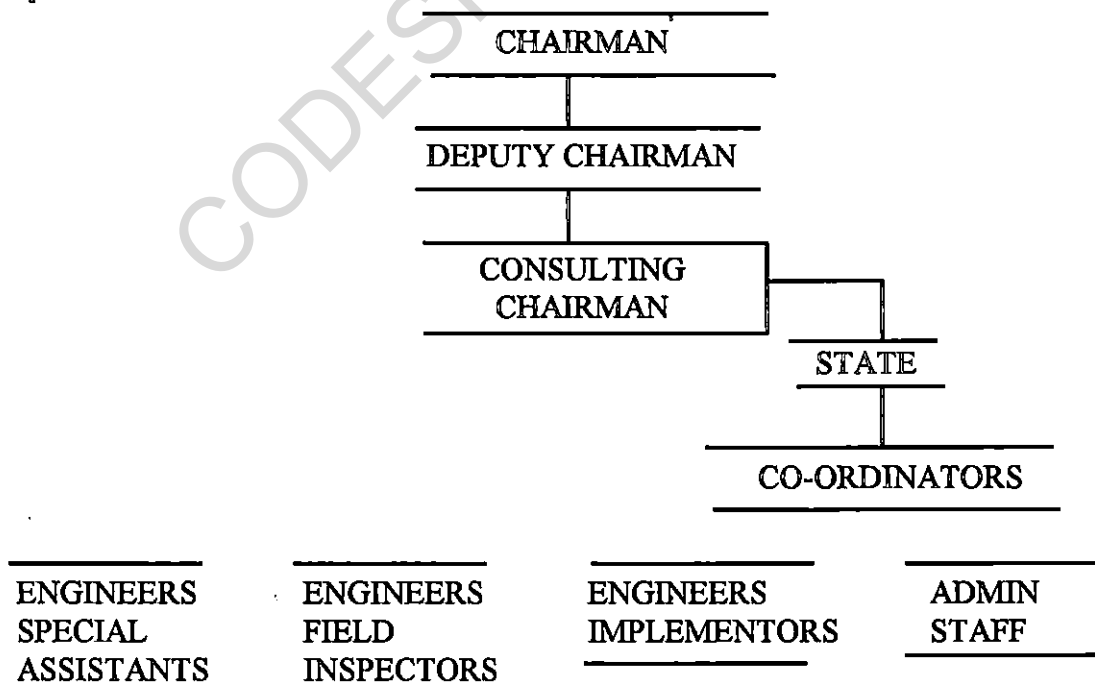 CHAIRMAN
DEPUTY CHAIRMAN
CONSULTING
CHAIRMAN
STATE
CO-ORDINATORS
ENGINEERS
SPECIAL
ASSISTANTS
ENGINEERS
FIELD
INSPECTORS
ENGINEERS
IMPLEMENTORS
ADMIN
STAFF